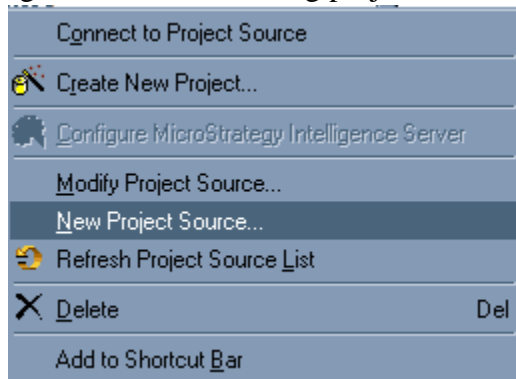 Connect to Project Source
Create New Project...
Configure MicroStrategy Intelligence Server
Modify Project Source...
New Project Source...
Refresh Project Source List
Delete Del
Add to Shortcut Bar